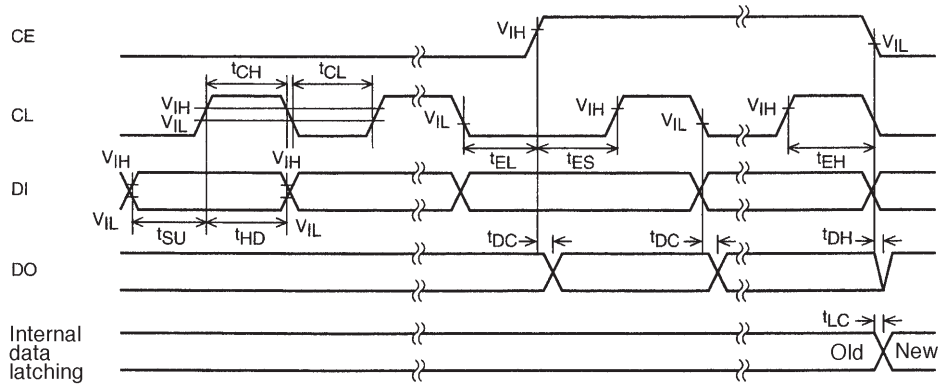 CE
VIH
VIL
tCH
tCL
CL
VIH
VIL
VIL
VIH
VIL
VIH
tEL
tES
tEH
VIH
VIH
DI
VIL
tSU
tHD
VIL
tDC
tDC
tDH
DO
tLC
Internal
data
latching
Old
New